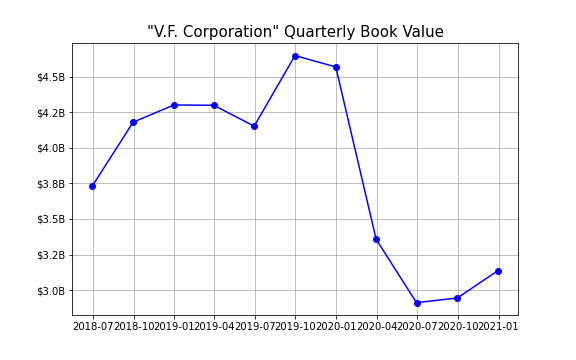 "V.F. Corporation" Quarterly Book Value
$4.5B
$4.2B
$4.0B
$3.8B
$3.5B
$3.2B
$3.0B
2018-07 2018-10 2019-01 2019-04 2019-07 2019-10 2020-01 2020-04 2020-07 2020-10 2021-01